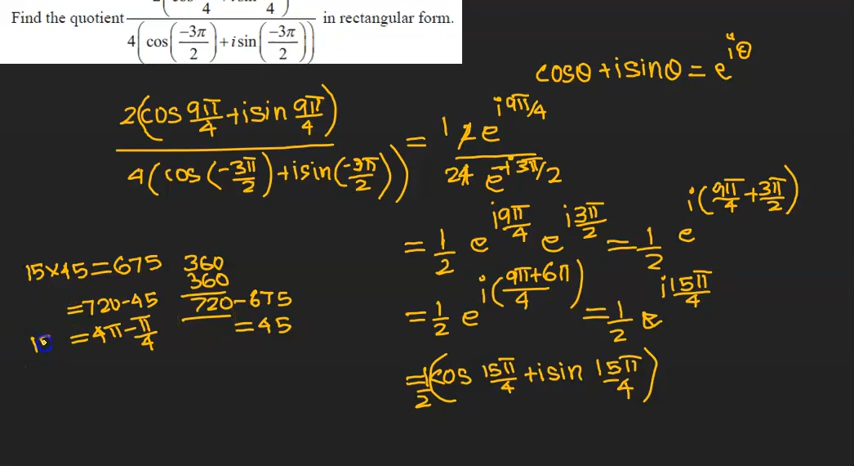 Find the quotient 4(cos(-3π/2)+i sin(-3π/2)) in rectangular form.
cosθ+isinθ=e^iθ
2(cos 9π/4+isin 9π/4) / 4(cos(-3π/2)+isin(-3π/2)) = 1 2e^i9π/4 / 24 e^-i3π/2
=1/2 e^i9π/4 e^i3π/2 =1/2 e^i(9π/4+3π/2)
15×45=675 360
360
=720-45 720-675
=1/2 e^i(9π+6π/4) =1/2 e^i15π/4
=4π-π/4 =45
=1/2(cos 15π/4+isin 15π/4)